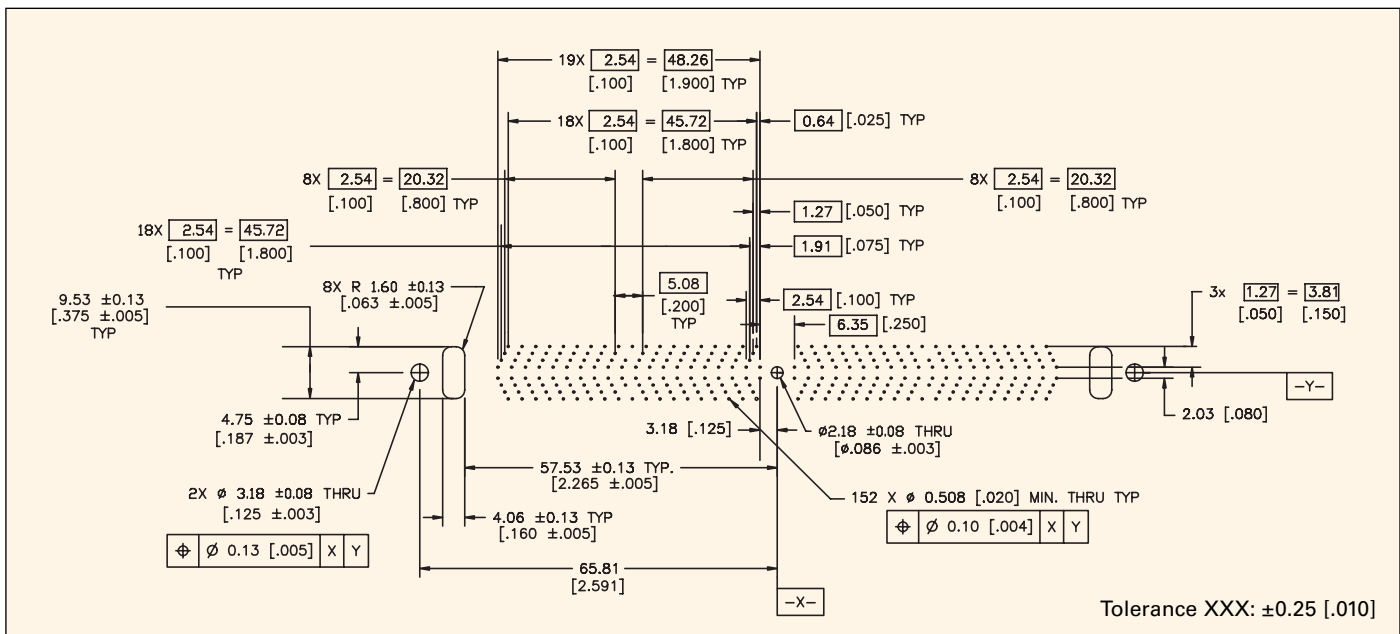 19X 2.54 = 48.26
[.100] [1.900] TYP
18X 2.54 = 45.72
[.100] [1.800] TYP
0.64 [.025] TYP
8X 2.54 = 20.32
[.100] [.800] TYP
8X 2.54 = 20.32
[.100] [.800] TYP
1.27 [.050] TYP
18X 2.54 = 45.72
[.100] [1.800]
TYP
1.91 [.075] TYP
8X R 1.60 ±0.13
[.063 ±.005]
5.08
[.200]
TYP
2.54 [.100] TYP
6.35 [.250]
9.53 ±0.13
[.375 ±.005]
TYP
3x 1.27 = 3.81
[.050] [.150]
-Y-
4.75 ±0.08 TYP
[.187 ±.003]
3.18 [.125]
ø2.18 ±0.08 THRU
[ø.086 ±.003]
2.03 [.080]
57.53 ±0.13 TYP.
[2.265 ±.005]
2X ø 3.18 ±0.08 THRU
[.125 ±.003]
4.06 ±0.13 TYP
[.160 ±.005]
152 X ø 0.508 [.020] MIN. THRU TYP
⌖ Ø 0.10 [.004] X Y
⌖ Ø 0.13 [.005] X Y
65.81
[2.591]
-X-
Tolerance XXX: ±0.25 [.010]